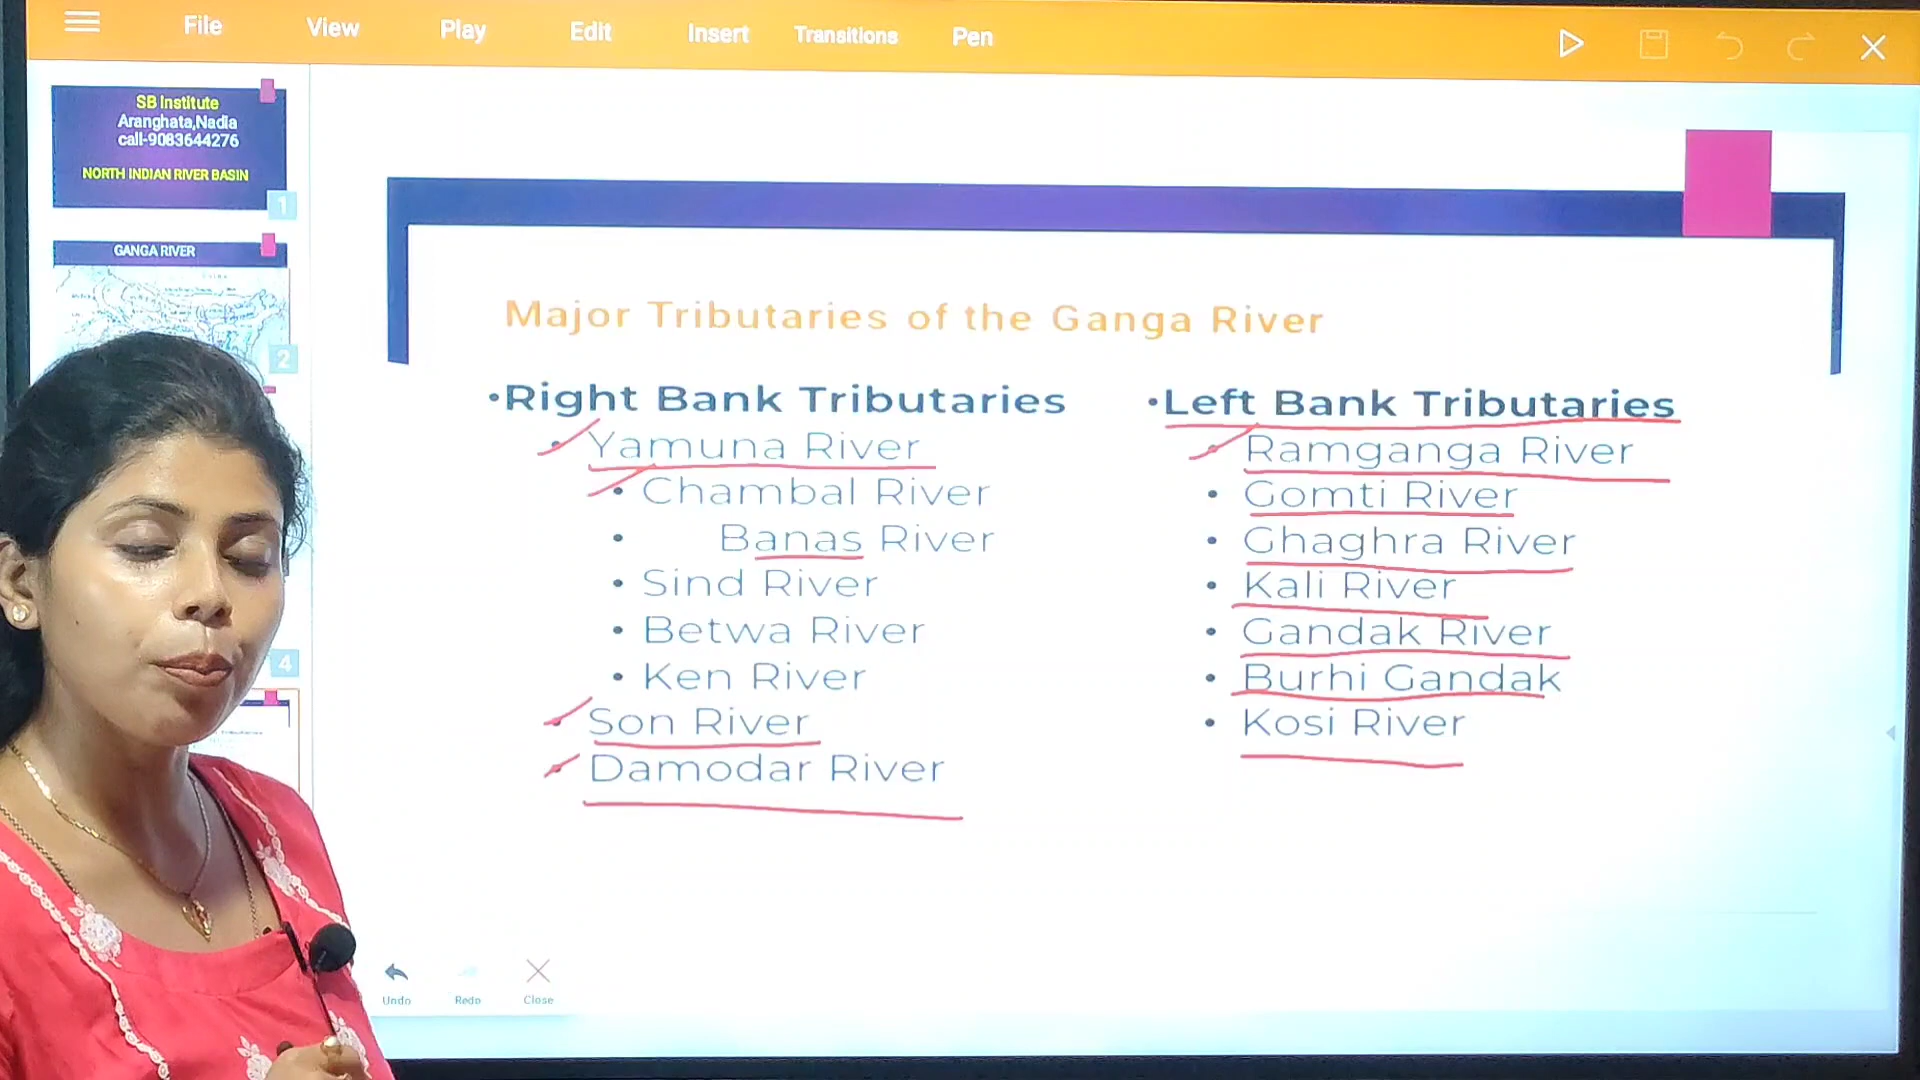 File View Play Edit Insert Transitions Pen
SB Institute
Aranghata,Nadia
call-9083644276
NORTH INDIAN RIVER BASIN
1
GANGA RIVER
2
4
Major Tributaries of the Ganga River
•Right Bank Tributaries
• Yamuna River
• Chambal River
• Banas River
• Sind River
• Betwa River
• Ken River
• Son River
• Damodar River
•Left Bank Tributaries
• Ramganga River
• Gomti River
• Ghaghra River
• Kali River
• Gandak River
• Burhi Gandak
• Kosi River
Undo Redo Close